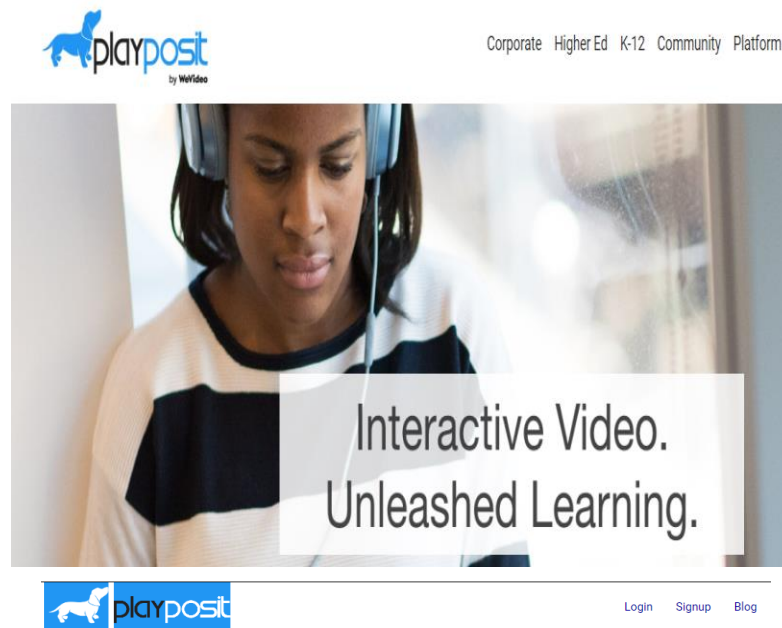 playposit
by WeVideo
Corporate Higher Ed K-12 Community Platform
Interactive Video.
Unleashed Learning.
playposit
Login Signup Blog